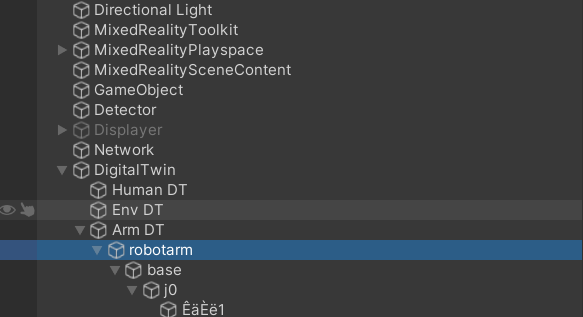 Directional Light
MixedRealityToolkit
MixedRealityPlayspace
MixedRealitySceneContent
GameObject
Detector
Displayer
Network
DigitalTwin
Human DT
Env DT
Arm DT
robotarm
base
j0
ÊäÈë1